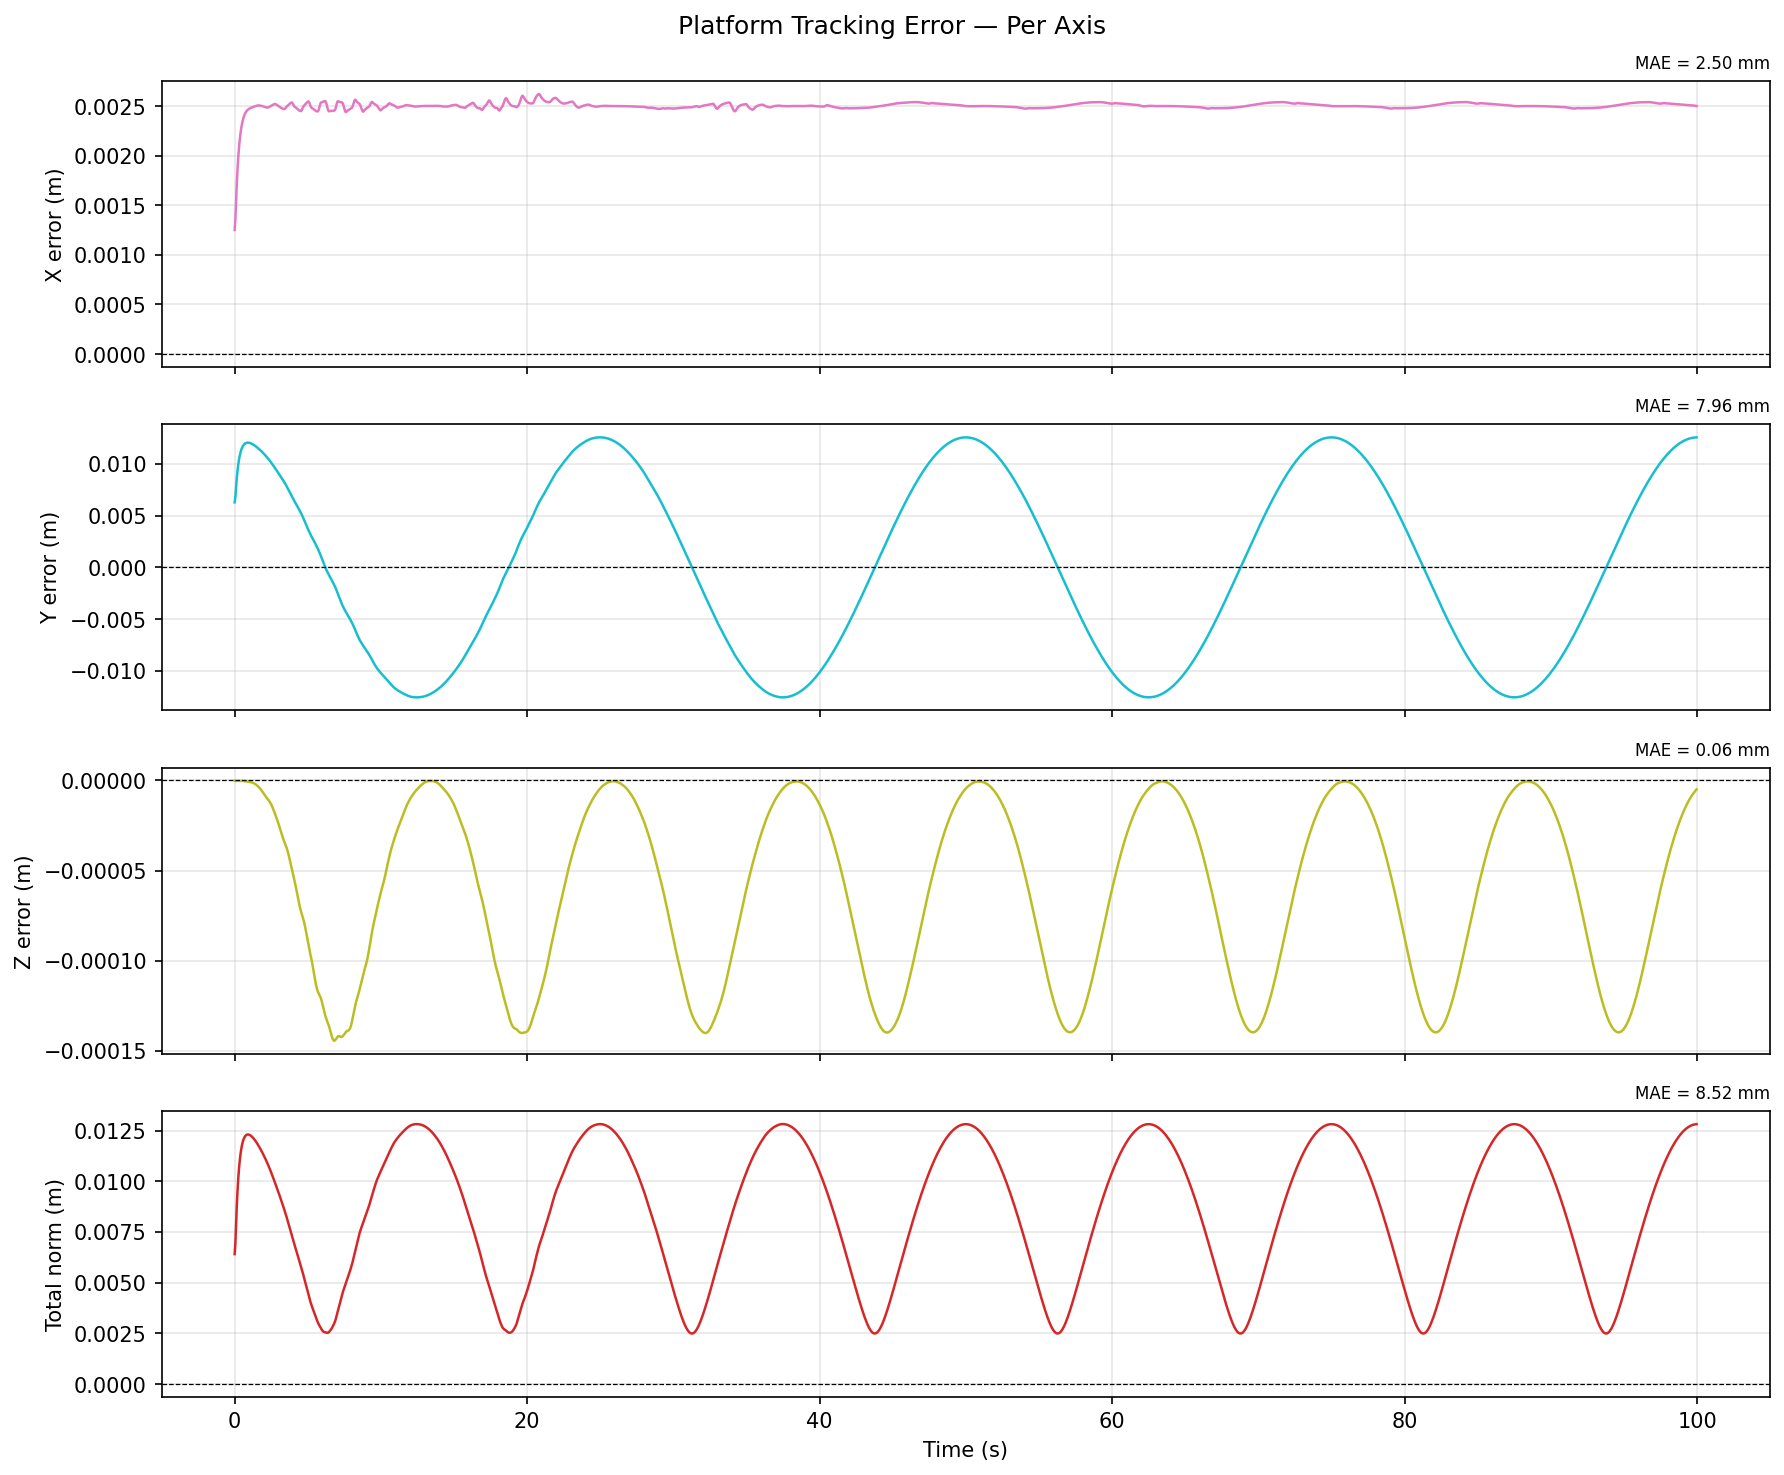 Platform Tracking Error — Per Axis
MAE = 2.50 mm
X error (m)
0.0025
0.0020
0.0015
0.0010
0.0005
0.0000
MAE = 7.96 mm
Y error (m)
0.010
0.005
0.000
−0.005
−0.010
MAE = 0.06 mm
Z error (m)
0.00000
−0.00005
−0.00010
−0.00015
MAE = 8.52 mm
Total norm (m)
0.0125
0.0100
0.0075
0.0050
0.0025
0.0000
0 20 40 60 80 100
Time (s)